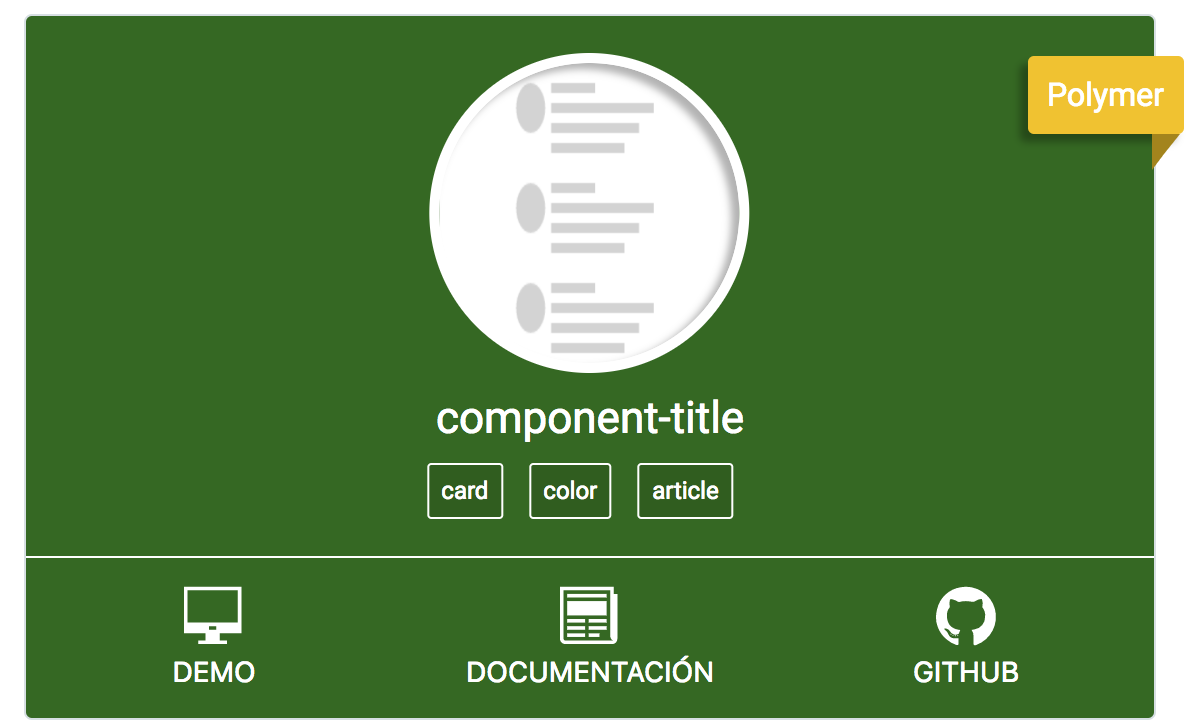 Polymer
component-title
card color article
DEMO DOCUMENTACIÓN GITHUB